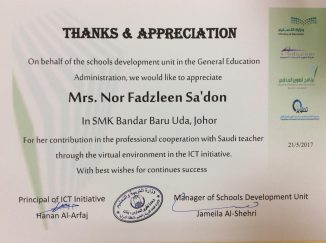 THANKS & APPRECIATION
On behalf of the schools development unit in the General Education
Administration, we would like to appreciate
Mrs. Nor Fadzleen Sa'don
In SMK Bandar Baru Uda, Johor
For her contribution in the professional cooperation with Saudi teacher
through the virtual environment in the ICT initiative.
With best wishes for continues success
21/5/2017
Principal of ICT Initiative
Hanan Al-Arfaj
Manager of Schools Development Unit
Jameila Al-Shehri